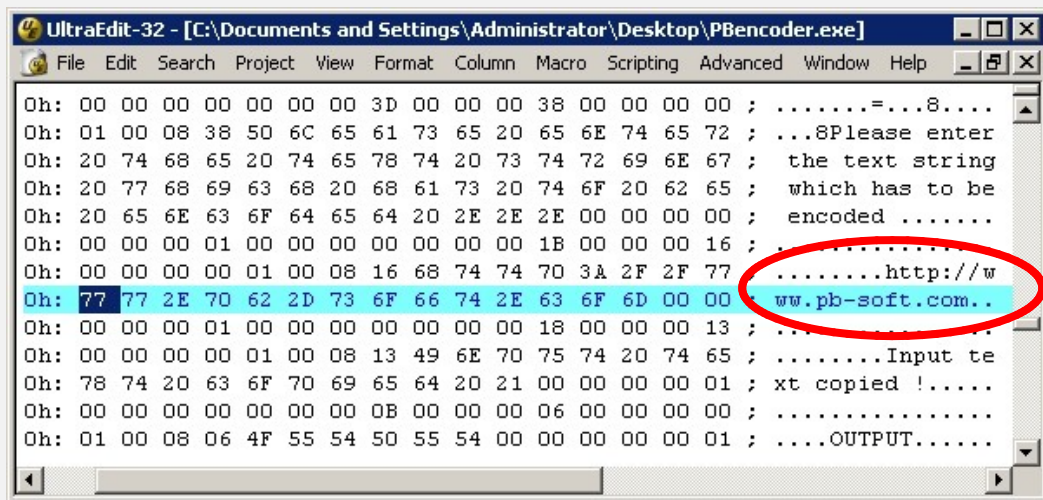 UltraEdit-32 - [C:\Documents and Settings\Administrator\Desktop\PBencoder.exe]
File Edit Search Project View Format Column Macro Scripting Advanced Window Help
0h: 00 00 00 00 00 00 00 3D 00 00 00 38 00 00 00 00 ; .......=...8....
0h: 01 00 08 38 50 6C 65 61 73 65 20 65 6E 74 65 72 ; ...8Please enter
0h: 20 74 68 65 20 74 65 78 74 20 73 74 72 69 6E 67 ;  the text string
0h: 20 77 68 69 63 68 20 68 61 73 20 74 6F 20 62 65 ;  which has to be
0h: 20 65 6E 63 6F 64 65 64 20 2E 2E 2E 00 00 00 00 ;  encoded .......
0h: 00 00 00 01 00 00 00 00 00 00 00 1B 00 00 00 16 ; ................
0h: 00 00 00 00 01 00 08 16 68 74 74 70 3A 2F 2F 77 ; ........http://w
0h: 77 77 2E 70 62 2D 73 6F 66 74 2E 63 6F 6D 00 00 ; ww.pb-soft.com..
0h: 00 00 00 01 00 00 00 00 00 00 00 18 00 00 00 13 ; ................
0h: 00 00 00 00 01 00 08 13 49 6E 70 75 74 20 74 65 ; ........Input te
0h: 78 74 20 63 6F 70 69 65 64 20 21 00 00 00 00 01 ; xt copied !.....
0h: 00 00 00 00 00 00 00 0B 00 00 00 06 00 00 00 00 ; ................
0h: 01 00 08 06 4F 55 54 50 55 54 00 00 00 00 00 01 ; ....OUTPUT......